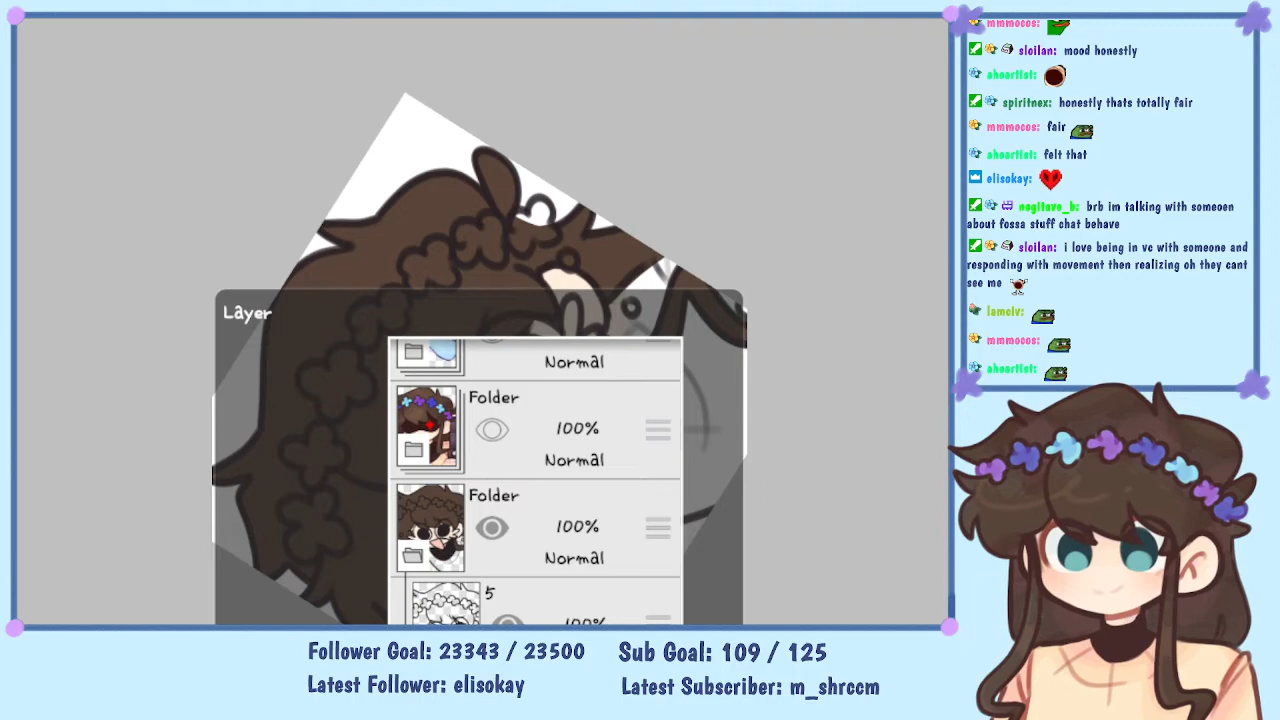 mmmocos:
sloilan: mood honestly
aheartist:
spiritnex: honestly thats totally fair
mmmocos: fair
aheartist: felt that
elisokay:
nogitavo_b: brb im talking with someoen
about fossa stuff chat behave
sloilan: i love being in vc with someone and
responding with movement then realizing oh they cant
see me
lamclv:
mmmocos:
aheartist:
Layer
Normal
Folder
100%
Normal
Folder
100%
Normal
5
100%
Follower Goal: 23343 / 23500
Sub Goal: 109 / 125
Latest Follower: elisokay
Latest Subscriber: m_shrccm